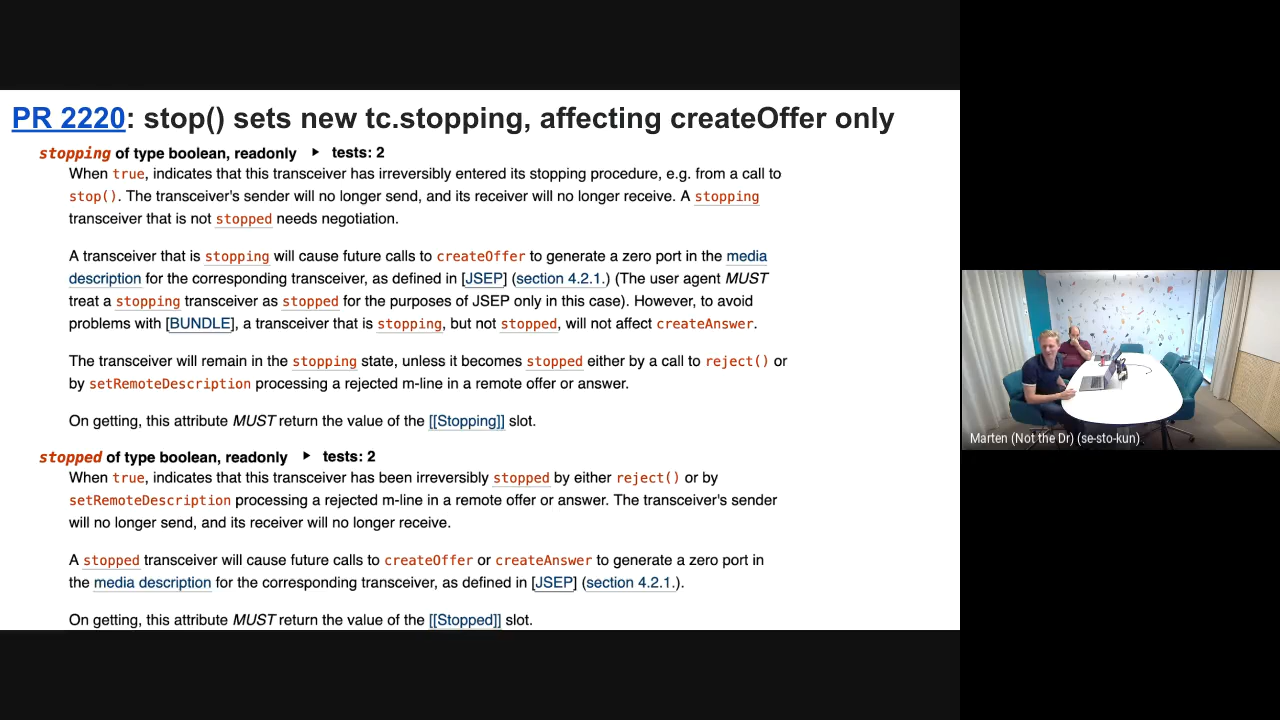 PR 2220: stop() sets new tc.stopping, affecting createOffer only
stopping of type boolean, readonly ▶ tests: 2
When true, indicates that this transceiver has irreversibly entered its stopping procedure, e.g. from a call to
stop(). The transceiver's sender will no longer send, and its receiver will no longer receive. A stopping
transceiver that is not stopped needs negotiation.
A transceiver that is stopping will cause future calls to createOffer to generate a zero port in the media
description for the corresponding transceiver, as defined in [JSEP] (section 4.2.1.) (The user agent MUST
treat a stopping transceiver as stopped for the purposes of JSEP only in this case). However, to avoid
problems with [BUNDLE], a transceiver that is stopping, but not stopped, will not affect createAnswer.
The transceiver will remain in the stopping state, unless it becomes stopped either by a call to reject() or
by setRemoteDescription processing a rejected m-line in a remote offer or answer.
On getting, this attribute MUST return the value of the [[Stopping]] slot.
stopped of type boolean, readonly ▶ tests: 2
When true, indicates that this transceiver has been irreversibly stopped by either reject() or by
setRemoteDescription processing a rejected m-line in a remote offer or answer. The transceiver's sender
will no longer send, and its receiver will no longer receive.
A stopped transceiver will cause future calls to createOffer or createAnswer to generate a zero port in
the media description for the corresponding transceiver, as defined in [JSEP] (section 4.2.1.).
On getting, this attribute MUST return the value of the [[Stopped]] slot.
Marten (Not the Dr) (se-sto-kun)